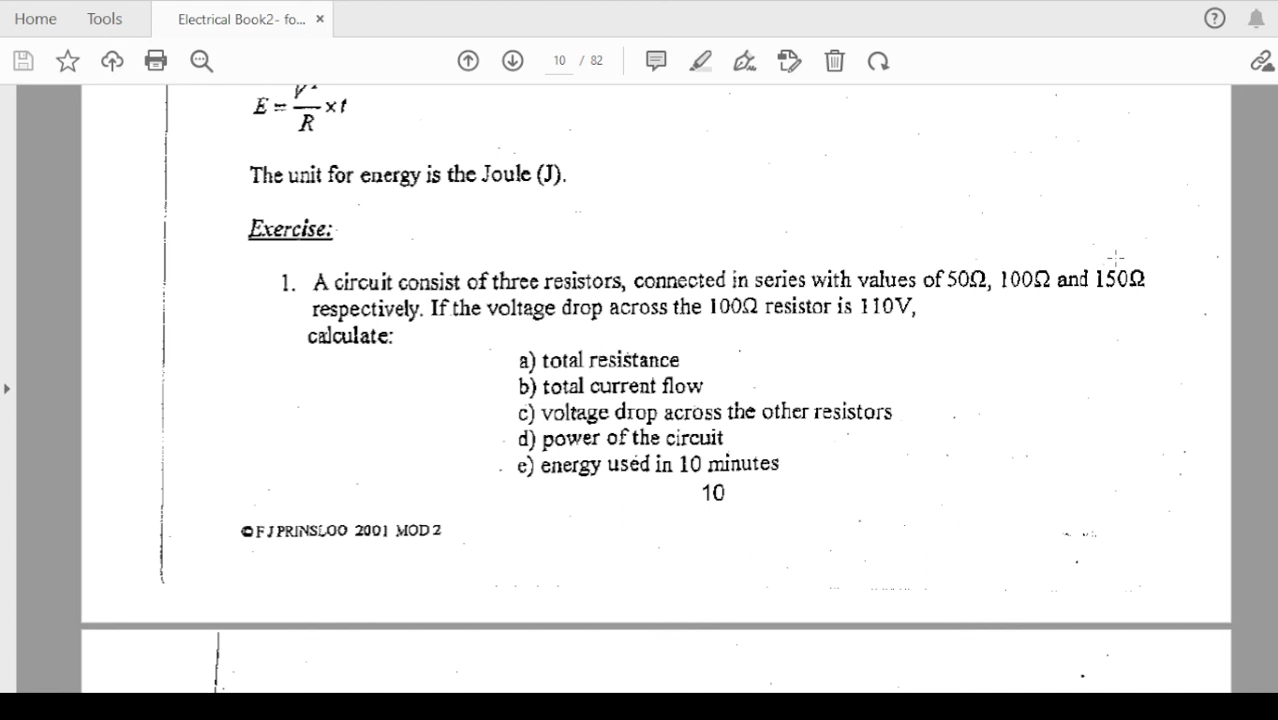 Home Tools Electrical Book2- fo... ×
10 / 82
E = — × t
R
The unit for energy is the Joule (J).
Exercise:
1. A circuit consist of three resistors, connected in series with values of 50Ω, 100Ω and 150Ω
respectively. If the voltage drop across the 100Ω resistor is 110V,
calculate:
a) total resistance
b) total current flow
c) voltage drop across the other resistors
d) power of the circuit
e) energy used in 10 minutes
10
©F J PRINSLOO 2001 MOD 2